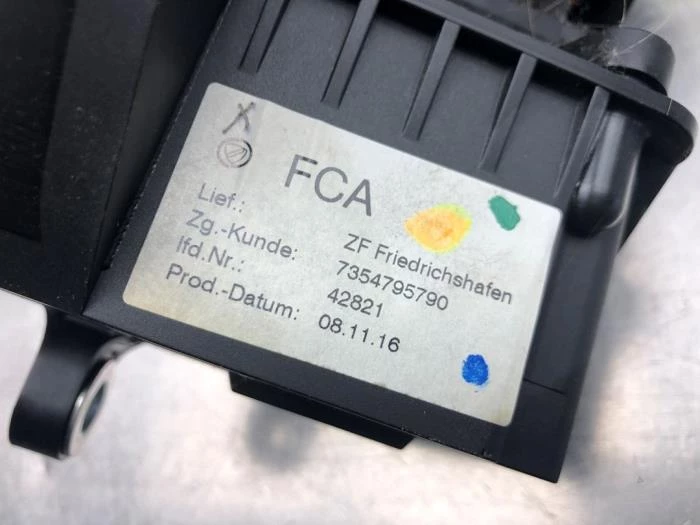 X
FCA
Lief.: ZF Friedrichshafen
Zg.-Kunde: 7354795790
lfd.Nr.: 42821
Prod.-Datum: 08.11.16